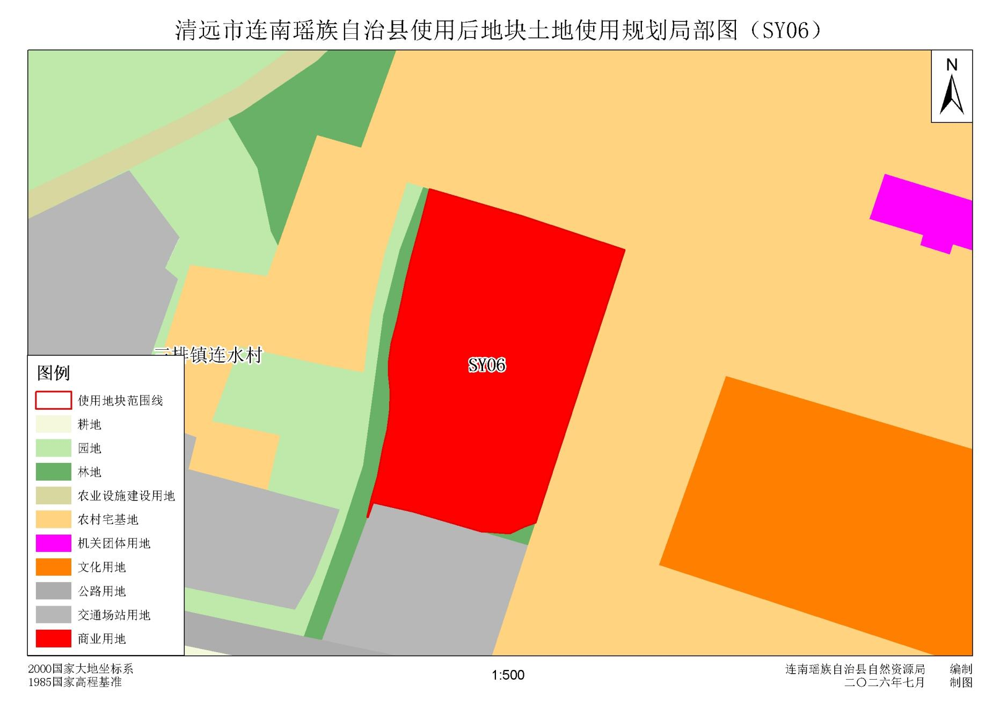 清远市连南瑶族自治县使用后地块土地使用规划局部图（SY06）
N
三排镇连水村
SY06
图例
使用地块范围线
耕地
园地
林地
农业设施建设用地
农村宅基地
机关团体用地
文化用地
公路用地
交通场站用地
商业用地
2000国家大地坐标系
1985国家高程基准
1:500
连南瑶族自治县自然资源局 编制
二〇二六年七月 制图